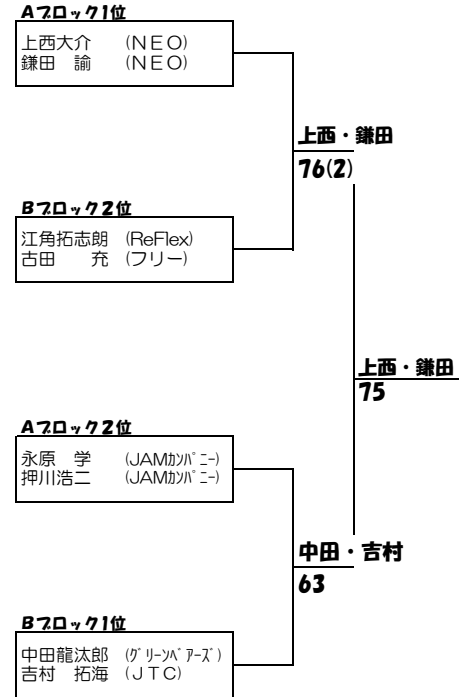 Aブロック1位
上西大介 (NEO)
鎌田 諭 (NEO)
上西・鎌田
76(2)
Bブロック2位
江角拓志朗 (ReFlex)
古田 充 (フリー)
上西・鎌田
75
Aブロック2位
永原 学 (JAMｶﾝﾊﾟﾆｰ)
押川浩二 (JAMｶﾝﾊﾟﾆｰ)
中田・吉村
63
Bブロック1位
中田龍汰郎 (ｸﾞﾘｰﾝﾍﾞｱｰｽﾞ)
吉村 拓海 (JTC)